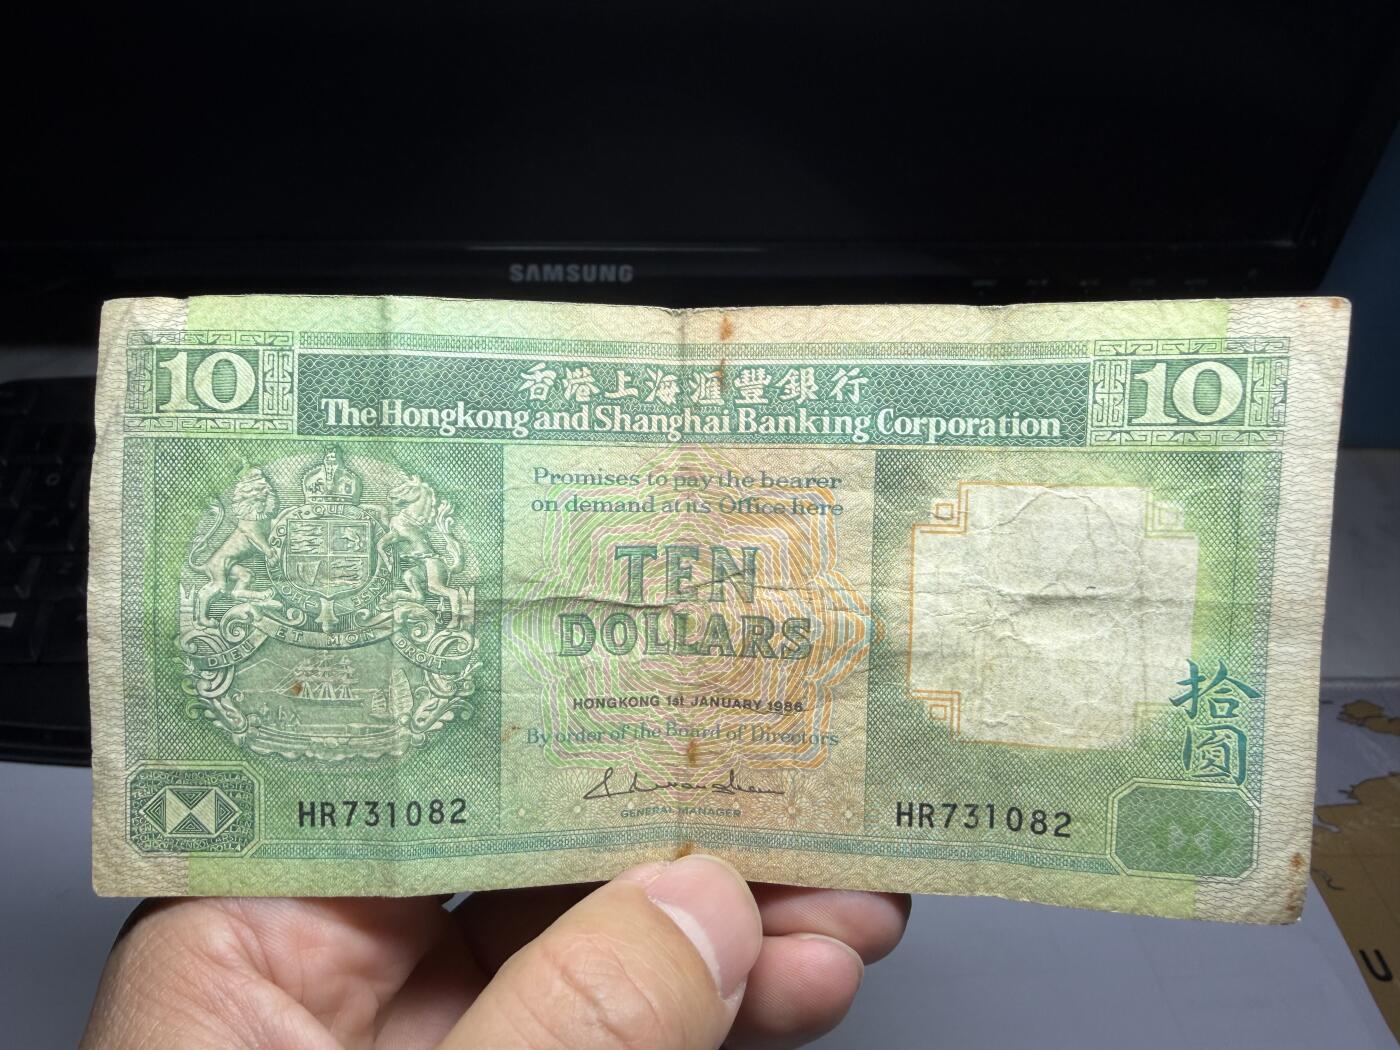 SAMSUNG
10
香港上海滙豐銀行
10
The Hongkong and Shanghai Banking Corporation
Promises to pay the bearer
on demand at its Office here
TEN
DOLLARS
DIEU ET MON DROIT
HONGKONG 1st JANUARY 1986
By order of the Board of Directors
GENERAL MANAGER
拾
圓
HR731082
HR731082
U